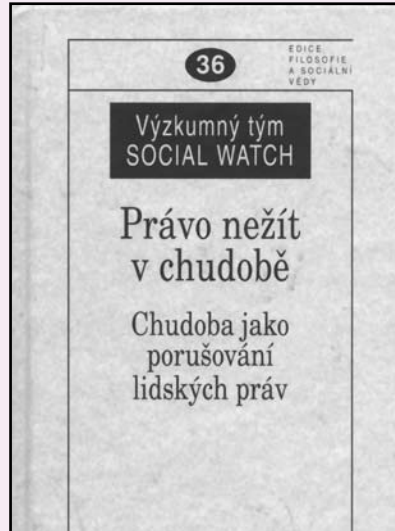 36
EDICE
FILOSOFIE
A SOCIÁLNÍ
VĚDY
Výzkumný tým
SOCIAL WATCH
Právo nežít
v chudobě
Chudoba jako
porušování
lidských práv